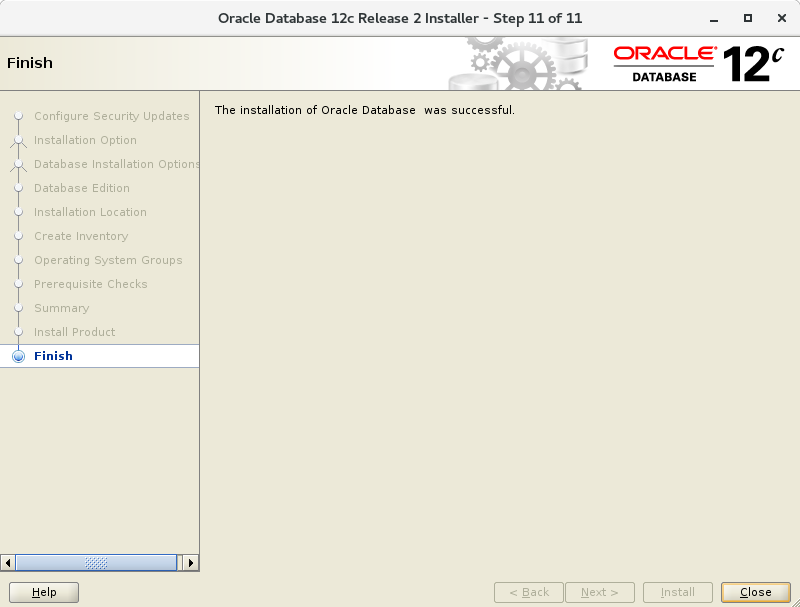 Oracle Database 12c Release 2 Installer - Step 11 of 11
Finish
ORACLE®
DATABASE
12c
Configure Security Updates
Installation Option
Database Installation Options
Database Edition
Installation Location
Create Inventory
Operating System Groups
Prerequisite Checks
Summary
Install Product
Finish
The installation of Oracle Database  was successful.
Help
< Back
Next >
Install
Close